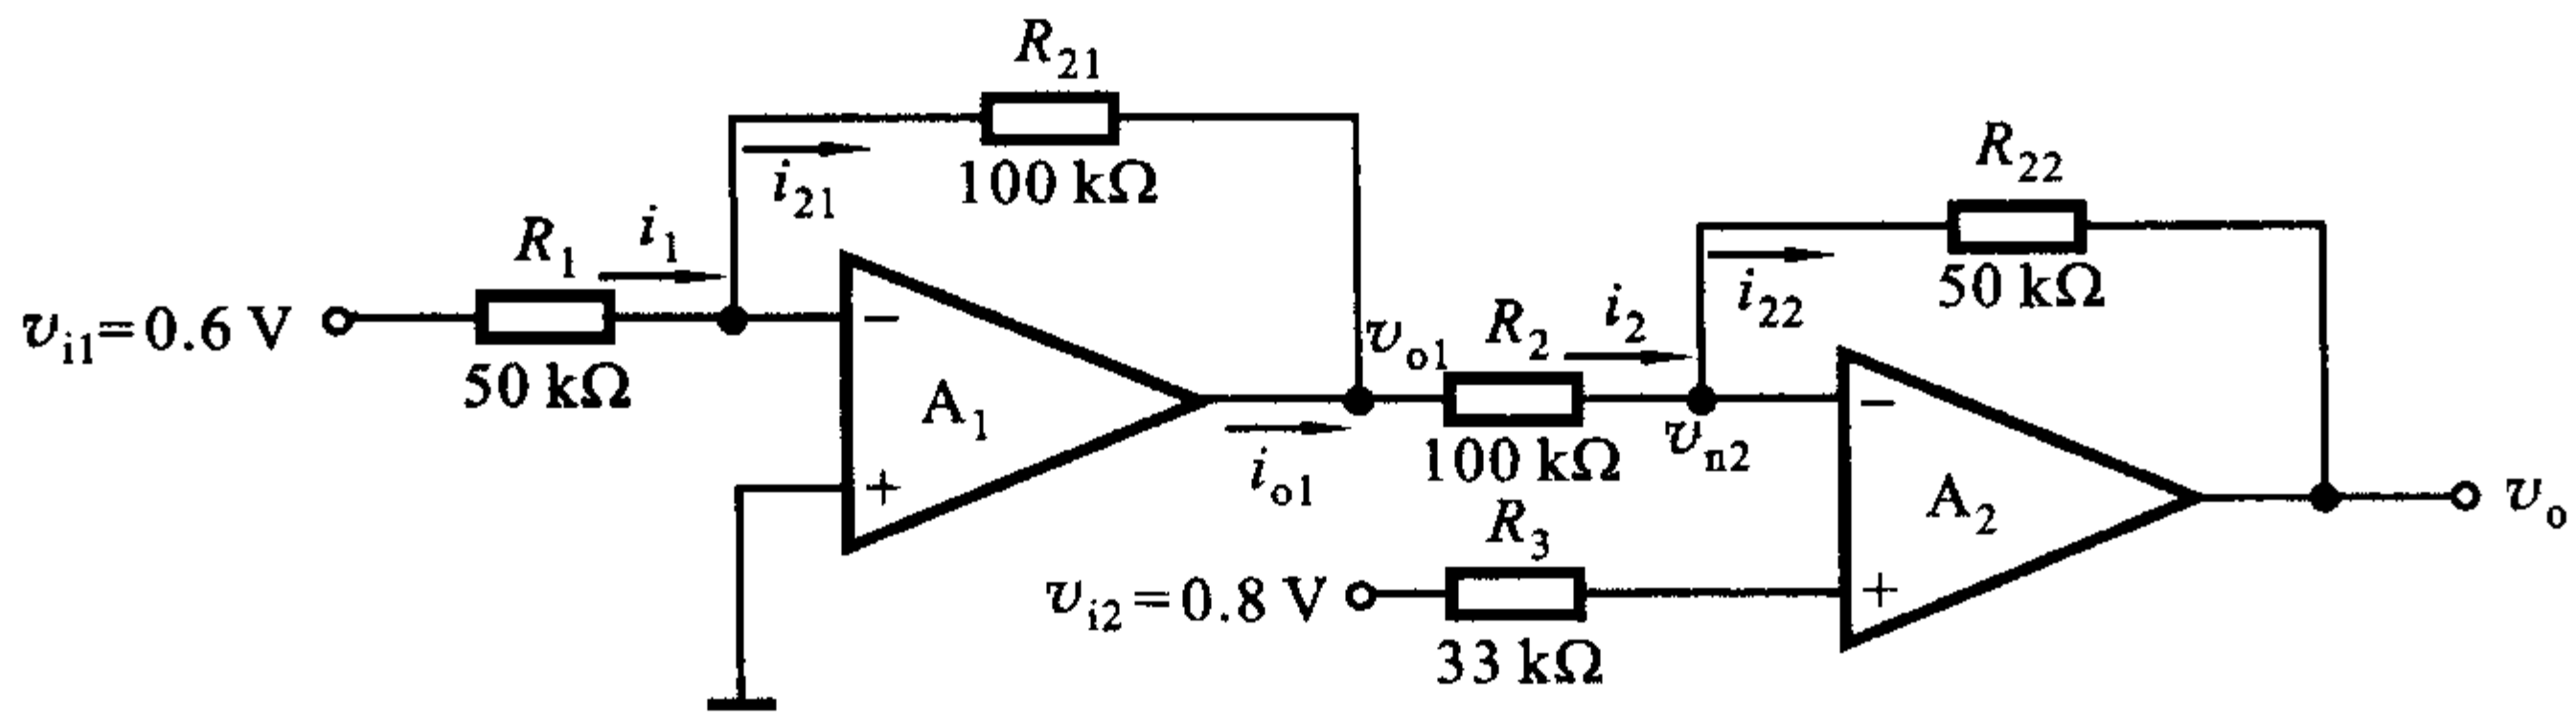 R₂₁
i₂₁
100 kΩ
R₂₂
i₂₂
50 kΩ
R₁
i₁
vᵢ₁=0.6 V
50 kΩ
−
A₁
+
iₒ₁
vₒ₁
R₂
i₂
100 kΩ
vₙ₂
−
A₂
+
vₒ
R₃
vᵢ₂=0.8 V
33 kΩ